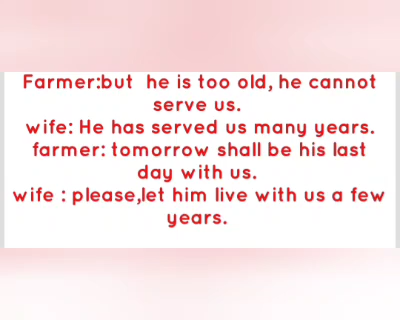 Farmer:but he is too old, he cannot
serve us.
wife: He has served us many years.
farmer: tomorrow shall be his last
day with us.
wife : please,let him live with us a few
years.